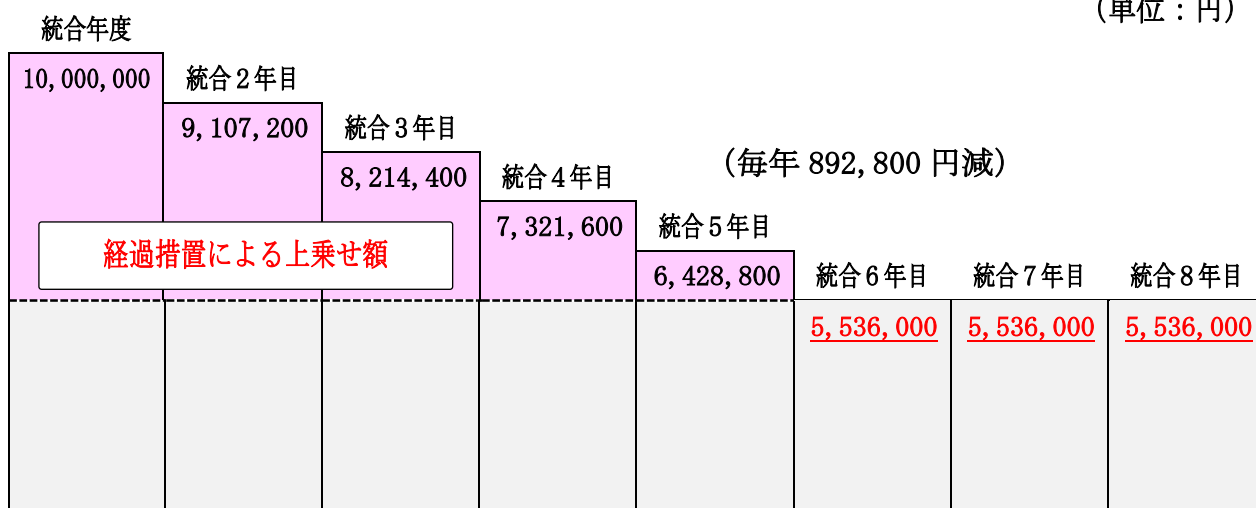 （単位：円）
統合年度
10,000,000
統合２年目
9,107,200
統合３年目
8,214,400
（毎年 892,800 円減）
統合４年目
7,321,600
統合５年目
6,428,800
経過措置による上乗せ額
統合６年目
統合７年目
統合８年目
5,536,000
5,536,000
5,536,000